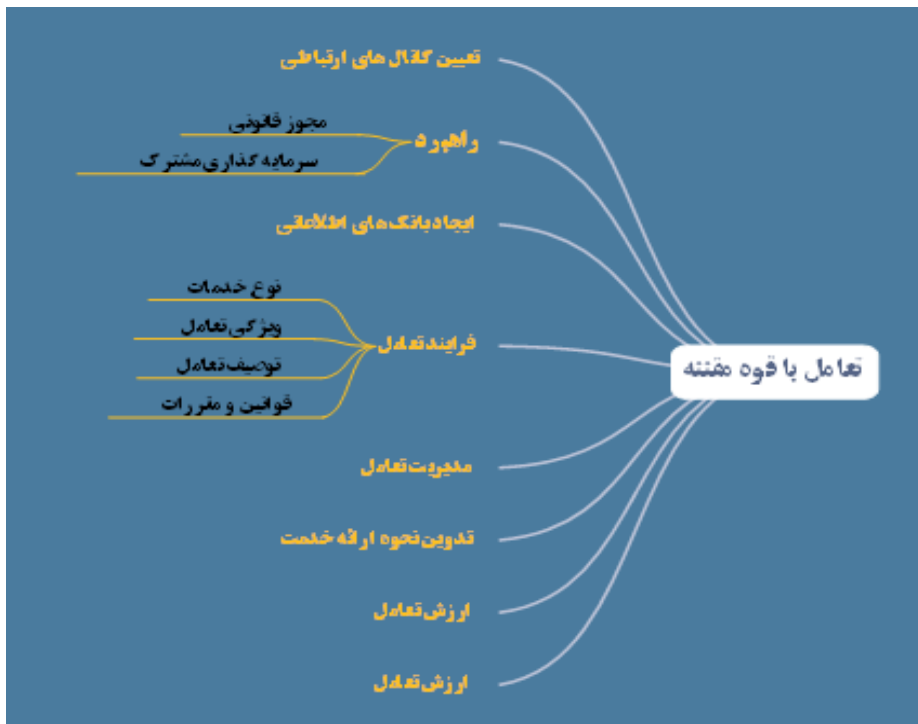 تعامل با قوه مقننه
تعیین کانال های ارتباطی
راهبرد
مجوز قانونی
سرمایه گذاری مشترک
ایجاد بانک های اطلاعاتی
فرایند تعامل
نوع خدمات
ویژگی تعامل
توصیف تعامل
قوانین و مقررات
مدیریت تعامل
تدوین نحوه ارائه خدمت
ارزش تعامل
ارزش تعامل